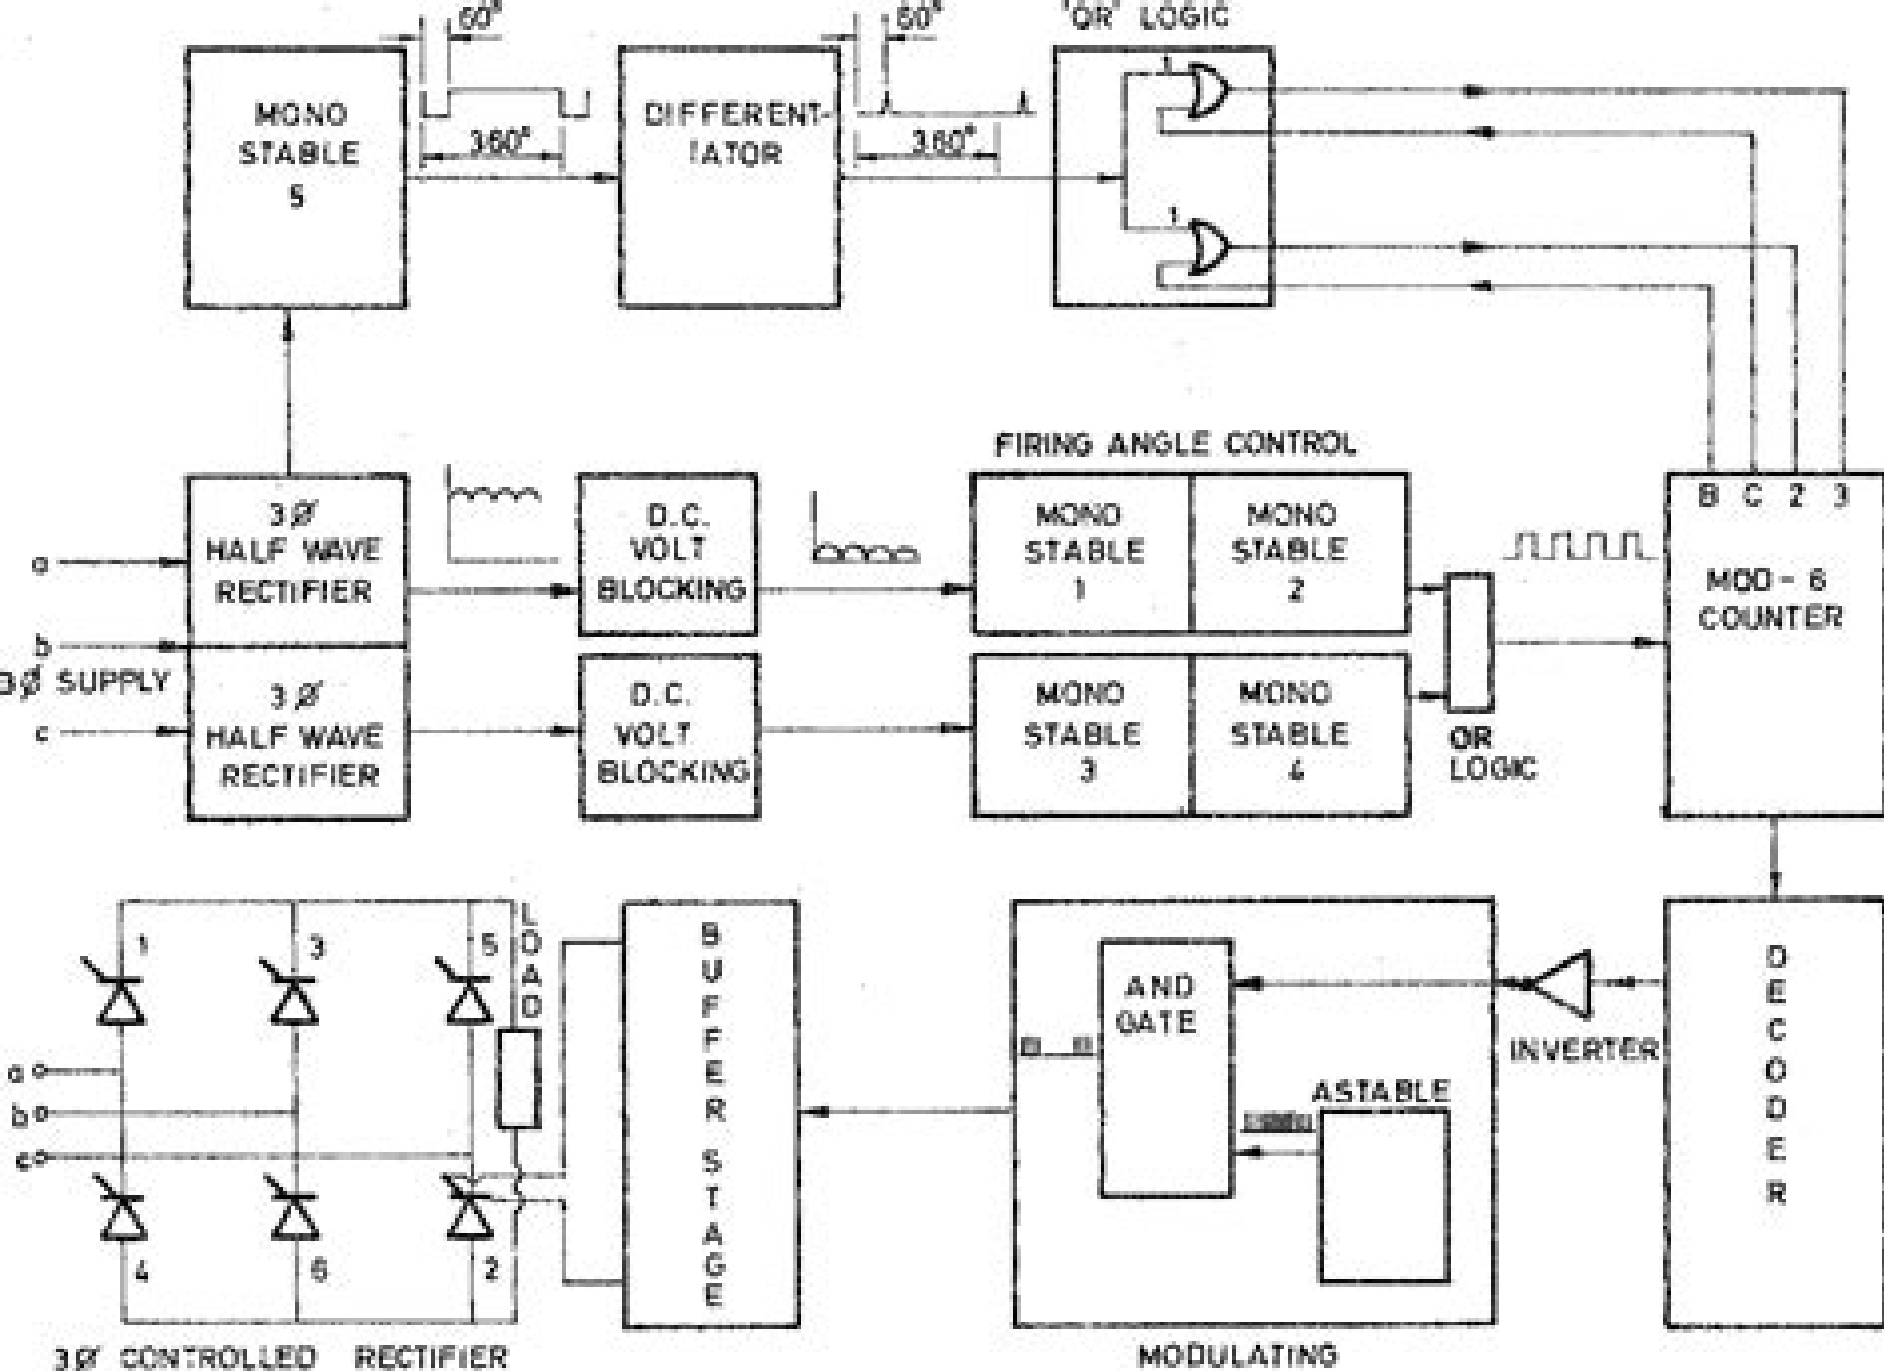 60°
60°
'OR' LOGIC
MONO
STABLE
5
360°
DIFFERENT-
IATOR
360°
1
1
FIRING ANGLE CONTROL
3Ø
HALF WAVE
RECTIFIER
D.C.
VOLT
BLOCKING
MONO
STABLE
1
MONO
STABLE
2
B C 2 3
MOD-6
COUNTER
a
b
3Ø SUPPLY
c
3Ø
HALF WAVE
RECTIFIER
D.C.
VOLT
BLOCKING
MONO
STABLE
3
MONO
STABLE
4
OR
LOGIC
1
3
5
LOAD
a
b
c
4
6
2
3Ø CONTROLLED RECTIFIER
BUFFER STAGE
AND
GATE
ASTABLE
MODULATING
INVERTER
DECODER